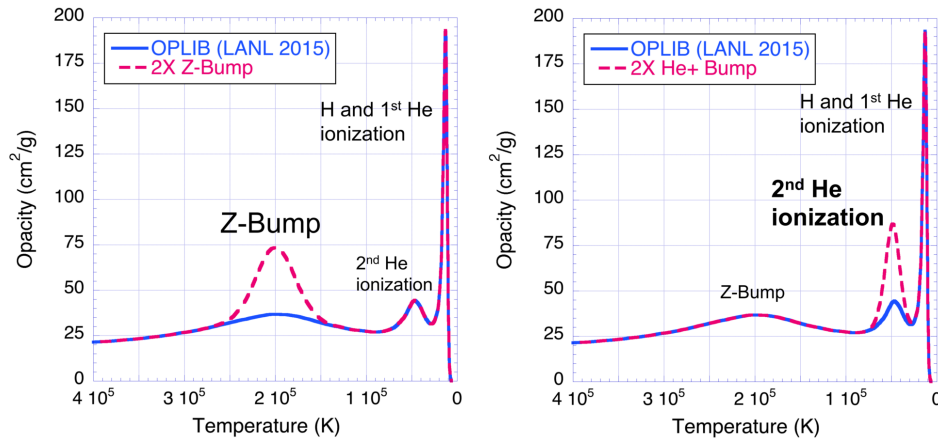 200
175
150
125
100
75
50
25
0
Opacity (cm²/g)
OPLIB (LANL 2015)
2X Z-Bump
H and 1ˢᵗ He
ionization
Z-Bump
2ⁿᵈ He
ionization
4 10⁵
3 10⁵
2 10⁵
1 10⁵
0
Temperature (K)
200
175
150
125
100
75
50
25
0
Opacity (cm²/g)
OPLIB (LANL 2015)
2X He+ Bump
H and 1ˢᵗ He
ionization
2ⁿᵈ He
ionization
Z-Bump
4 10⁵
3 10⁵
2 10⁵
1 10⁵
0
Temperature (K)